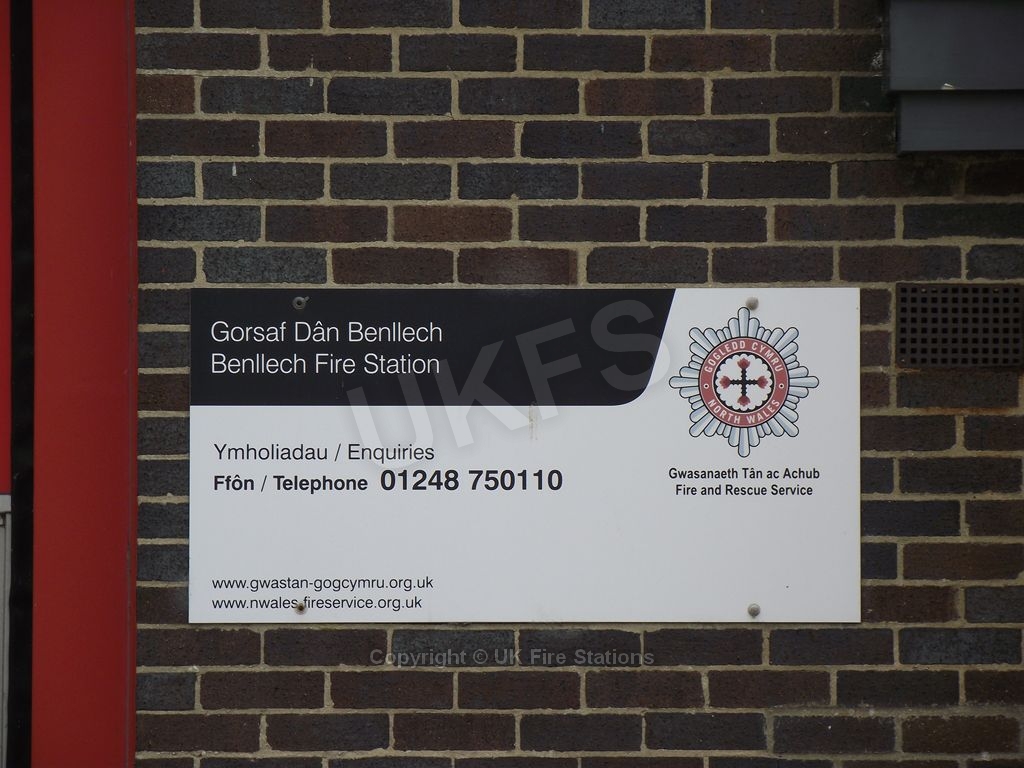 Gorsaf Dân Benllech
Benllech Fire Station
GOGLEDD CYMRU
NORTH WALES
Gwasanaeth Tân ac Achub
Fire and Rescue Service
Ymholiadau / Enquiries
Ffôn / Telephone 01248 750110
www.gwastan-gogcymru.org.uk
www.nwales-fireservice.org.uk
UKFS
Copyright © UK Fire Stations